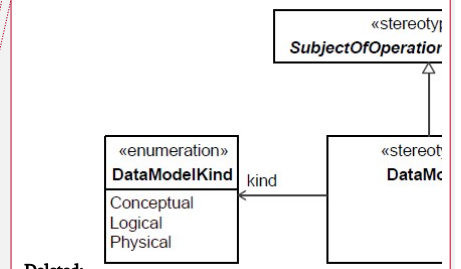 «stereotyp
SubjectOfOperation
«enumeration»
DataModelKind
kind
Conceptual
Logical
Physical
«stereoty
DataMo
Deleted: